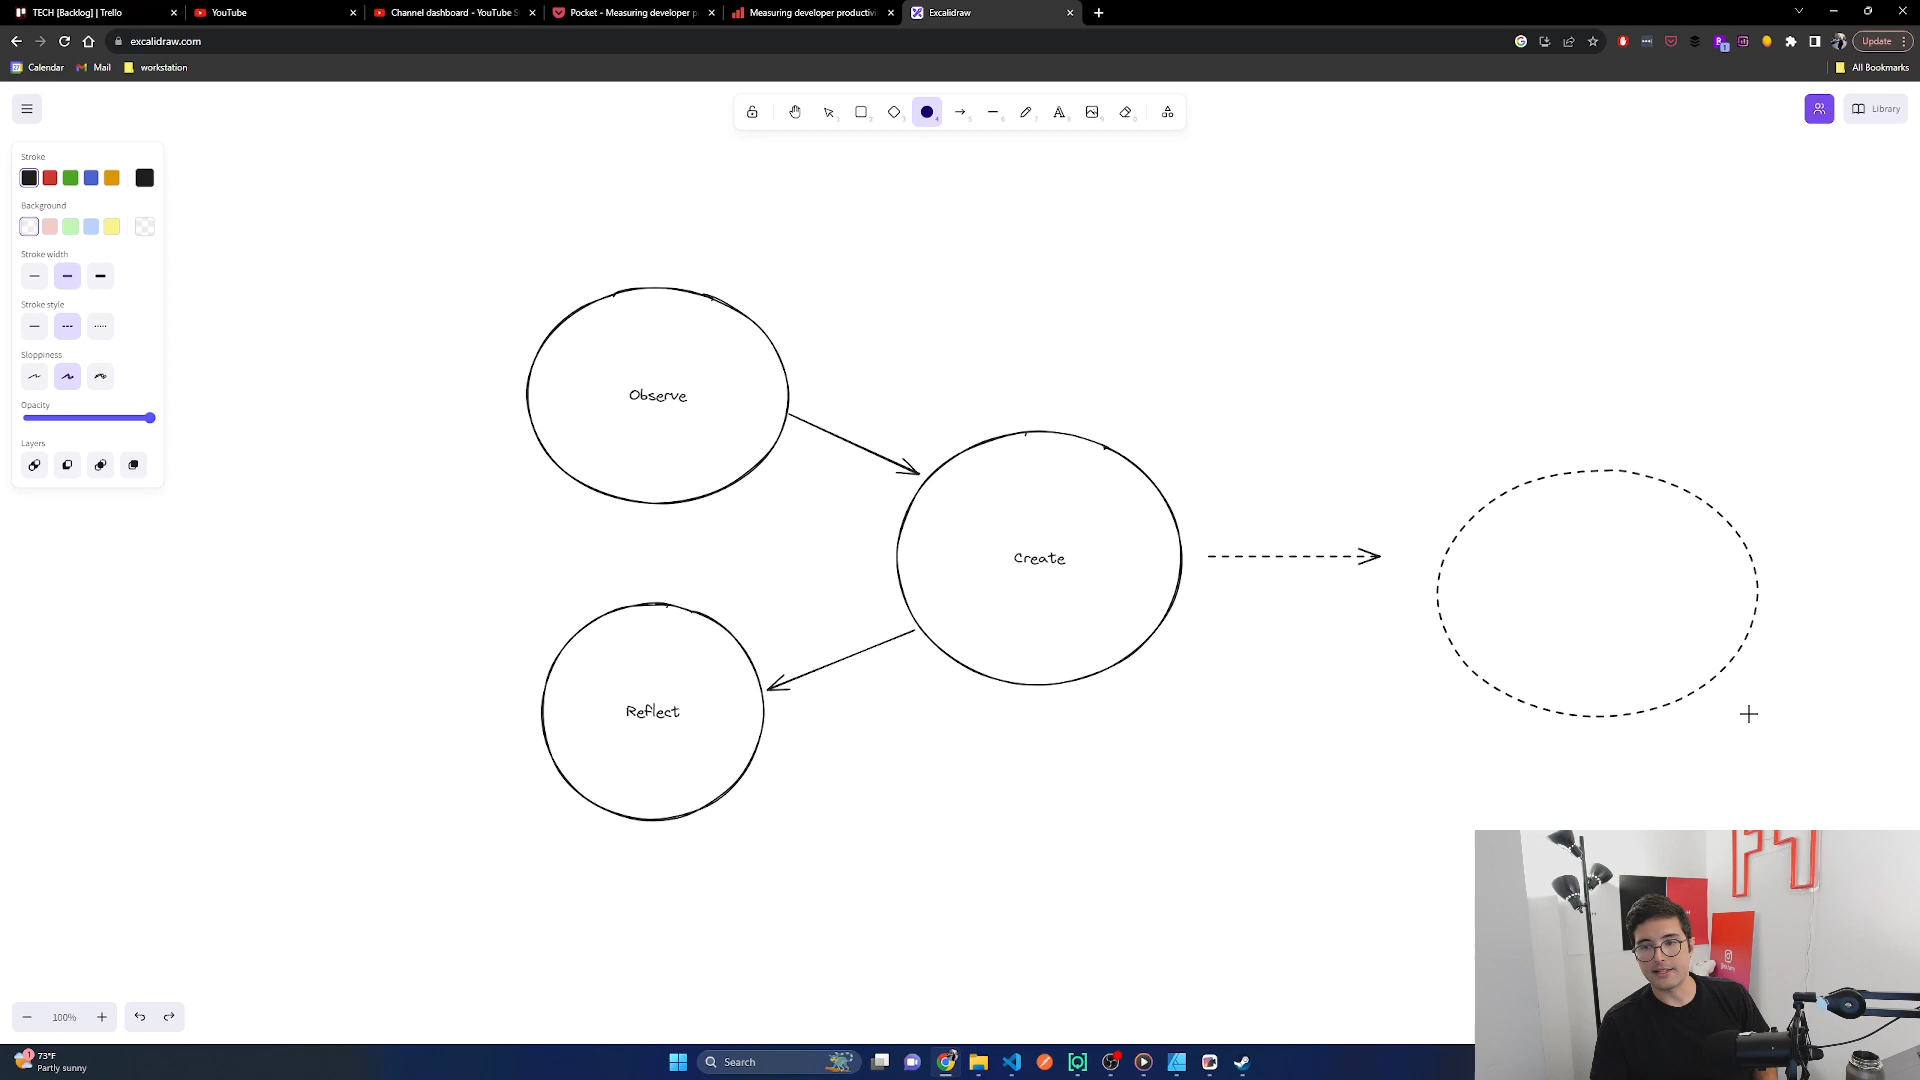 TECH [Backlog] | Trello
YouTube
Channel dashboard - YouTube S
Pocket - Measuring developer p
Measuring developer productivi
Excalidraw
excalidraw.com
Update
Calendar
Mail
workstation
All Bookmarks
Library
Stroke
Background
Stroke width
Stroke style
Sloppiness
Opacity
Layers
Observe
Create
Reflect
100%
73°F
Partly sunny
Search